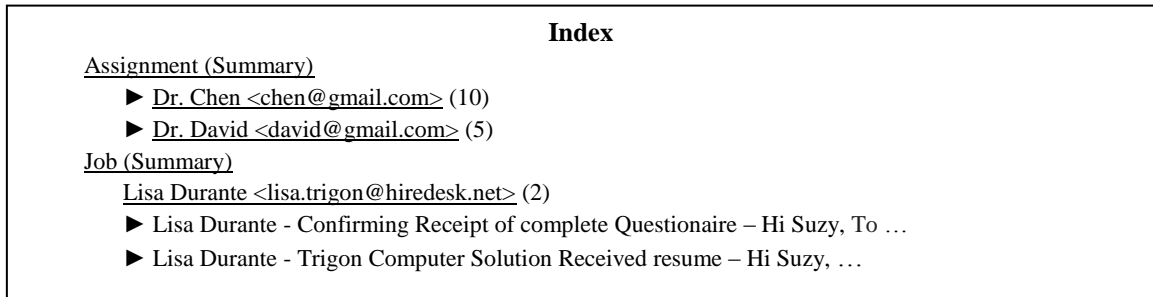 Index
Assignment (Summary)
► Dr. Chen <chen@gmail.com> (10)
► Dr. David <david@gmail.com> (5)
Job (Summary)
Lisa Durante <lisa.trigon@hiredesk.net> (2)
► Lisa Durante - Confirming Receipt of complete Questionaire – Hi Suzy, To …
► Lisa Durante - Trigon Computer Solution Received resume – Hi Suzy, …